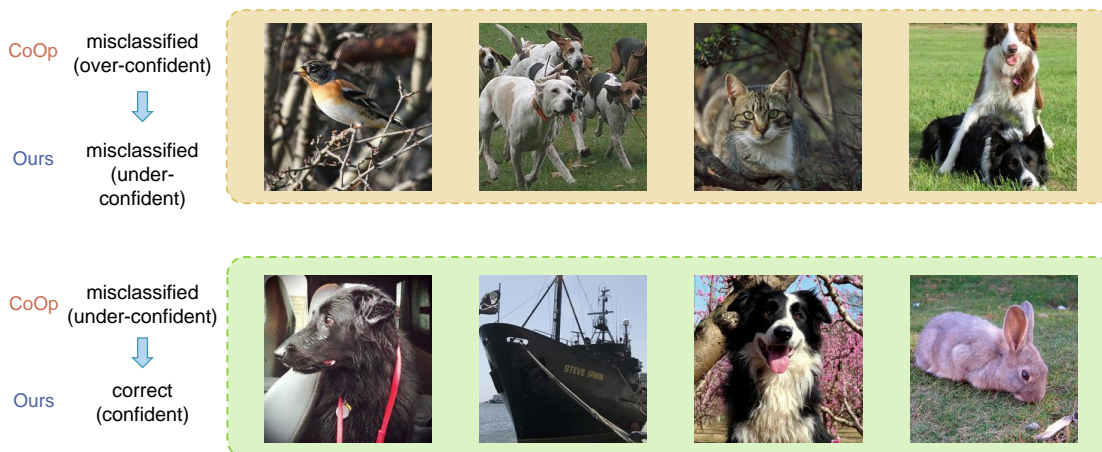 CoOp
misclassified
(over-confident)
Ours
misclassified
(under-
confident)
CoOp
misclassified
(under-confident)
Ours
correct
(confident)
STEVE IRWIN